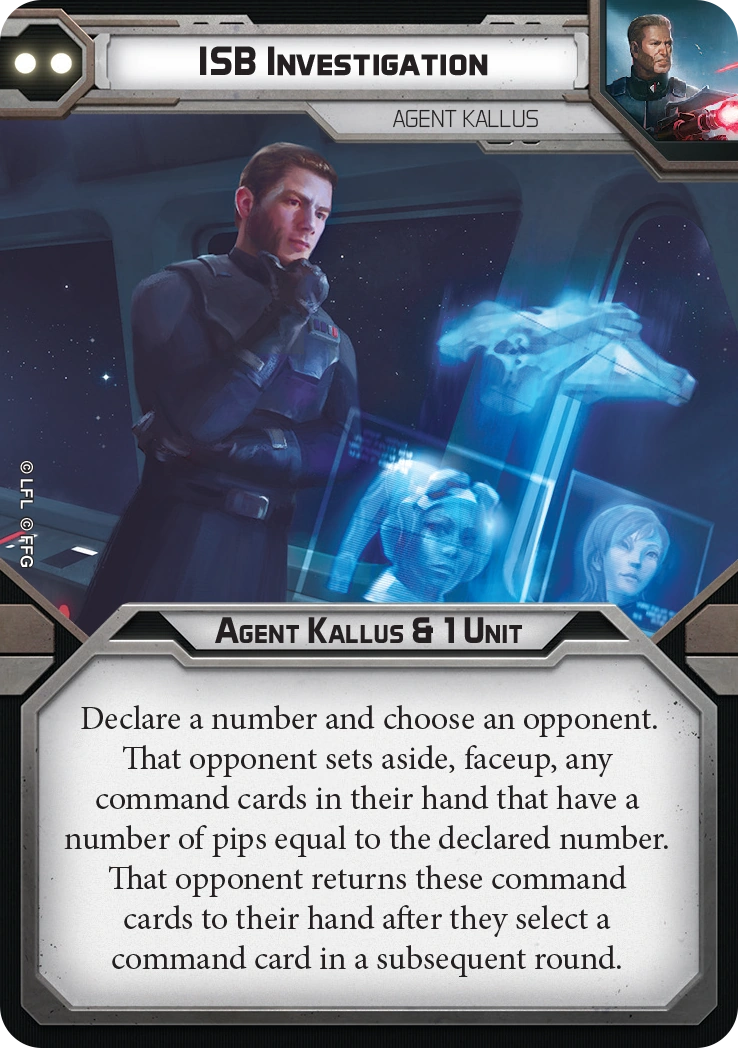 ISB Investigation
AGENT KALLUS
© LFL © FFG
Agent Kallus & 1 Unit
Declare a number and choose an opponent.
That opponent sets aside, faceup, any
command cards in their hand that have a
number of pips equal to the declared number.
That opponent returns these command
cards to their hand after they select a
command card in a subsequent round.